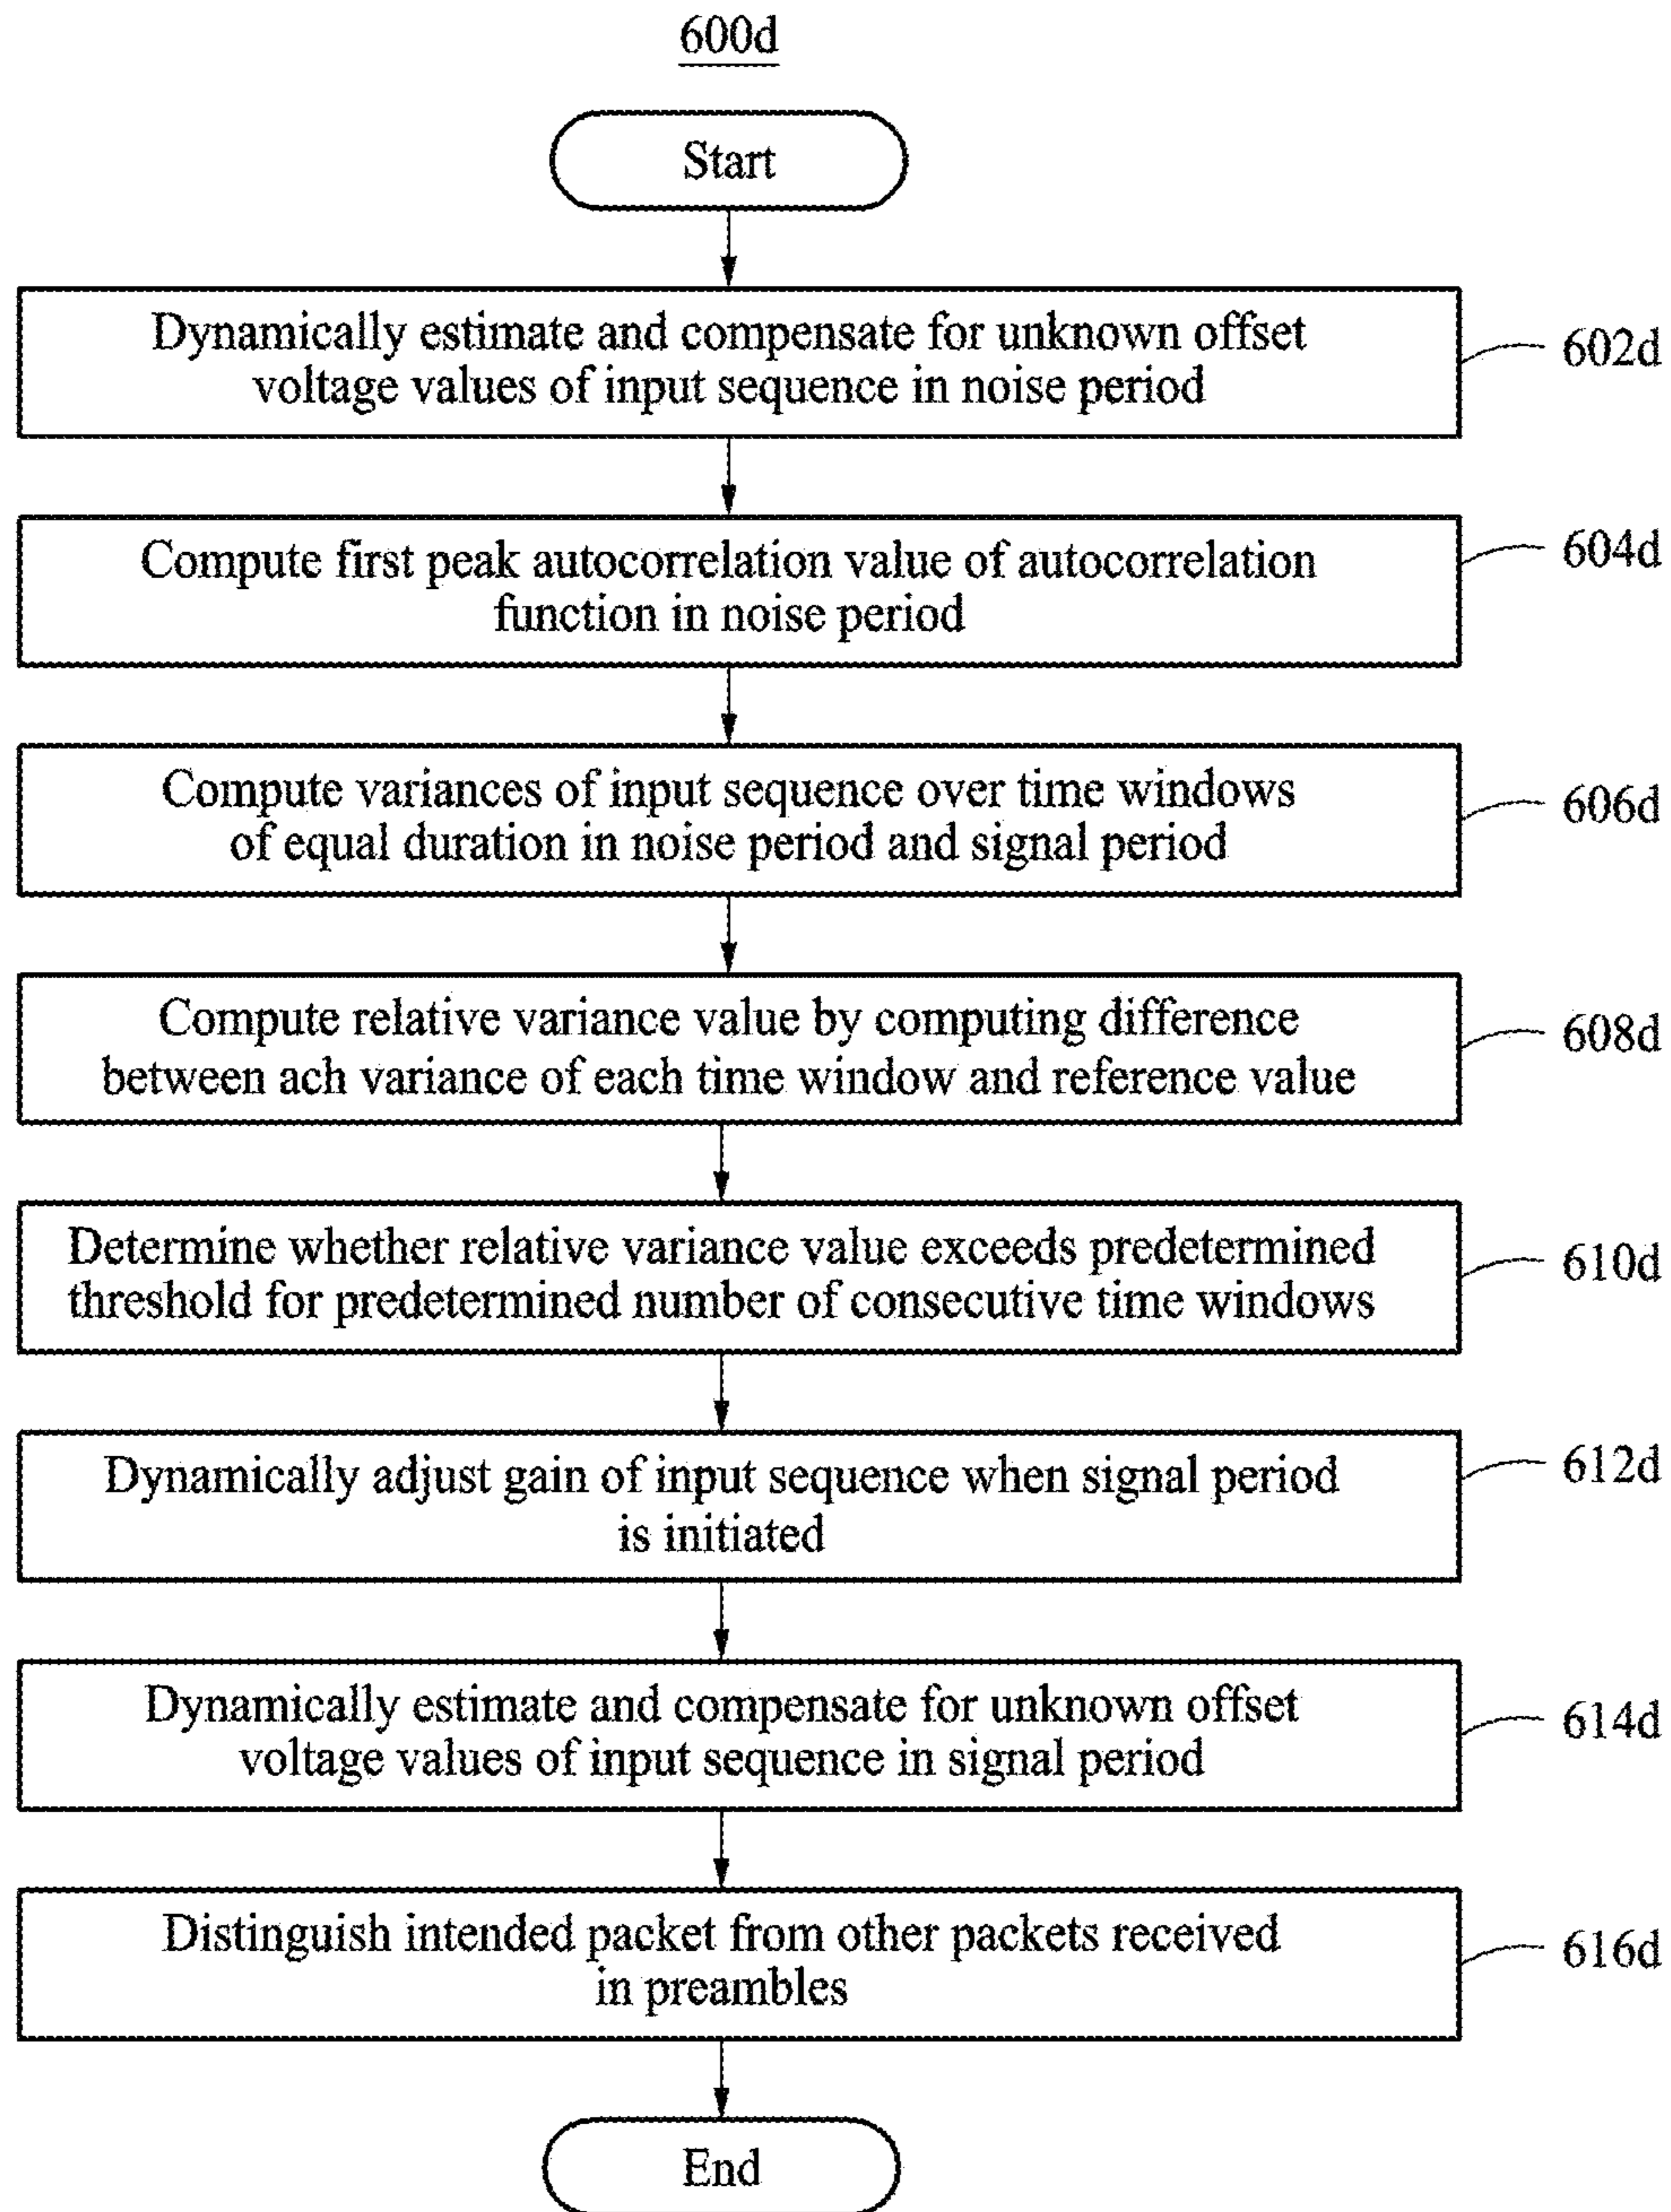 600d
Start
Dynamically estimate and compensate for unknown offset
voltage values of input sequence in noise period
602d
Compute first peak autocorrelation value of autocorrelation
function in noise period
604d
Compute variances of input sequence over time windows
of equal duration in noise period and signal period
606d
Compute relative variance value by computing difference
between ach variance of each time window and reference value
608d
Determine whether relative variance value exceeds predetermined
threshold for predetermined number of consecutive time windows
610d
Dynamically adjust gain of input sequence when signal period
is initiated
612d
Dynamically estimate and compensate for unknown offset
voltage values of input sequence in signal period
614d
Distinguish intended packet from other packets received
in preambles
616d
End